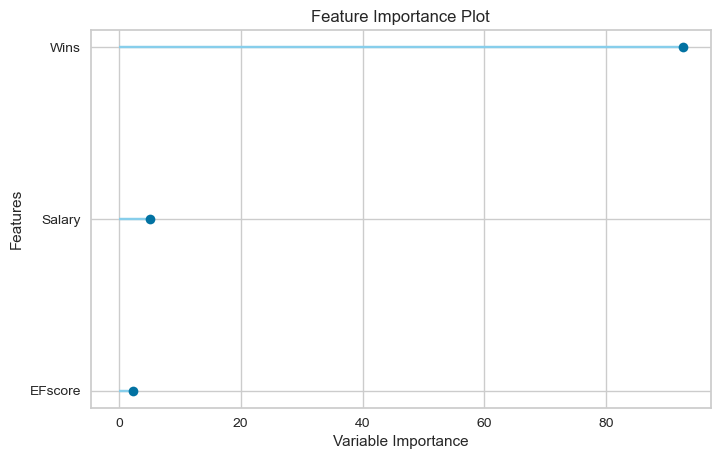 Feature Importance Plot
Wins
Salary
EFscore
Features
0 20 40 60 80
Variable Importance